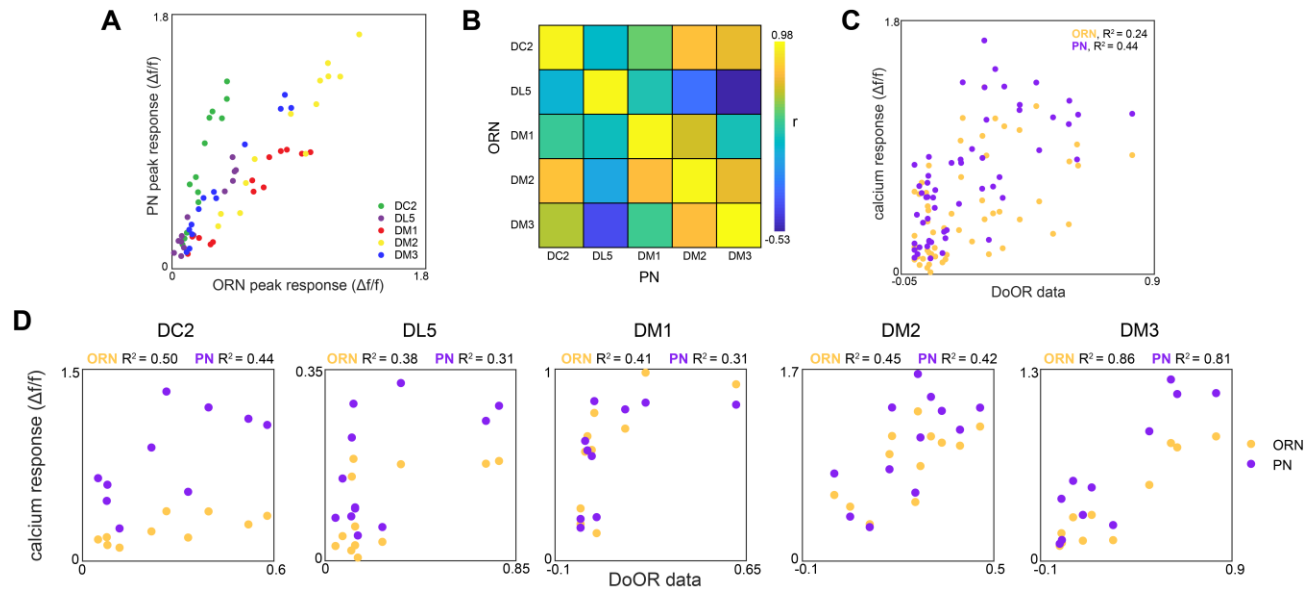 A
1.8
PN peak response (Δf/f)
0
0
1.8
ORN peak response (Δf/f)
DC2
DL5
DM1
DM2
DM3
B
ORN
DC2
DL5
DM1
DM2
DM3
DC2 DL5 DM1 DM2 DM3
PN
0.98
r
-0.53
C
1.8
ORN, R² = 0.24
PN, R² = 0.44
calcium response (Δf/f)
0
-0.05
0.9
DoOR data
D
DC2
ORN R² = 0.50 PN R² = 0.44
1.5
calcium response (Δf/f)
0
0
0.6
DL5
ORN R² = 0.38 PN R² = 0.31
0.35
0
0
0.85
DM1
ORN R² = 0.41 PN R² = 0.31
1
0
-0.1
0.65
DM2
ORN R² = 0.45 PN R² = 0.42
1.7
0
-0.1
0.5
DM3
ORN R² = 0.86 PN R² = 0.81
1.3
0
-0.1
0.9
DoOR data
ORN
PN